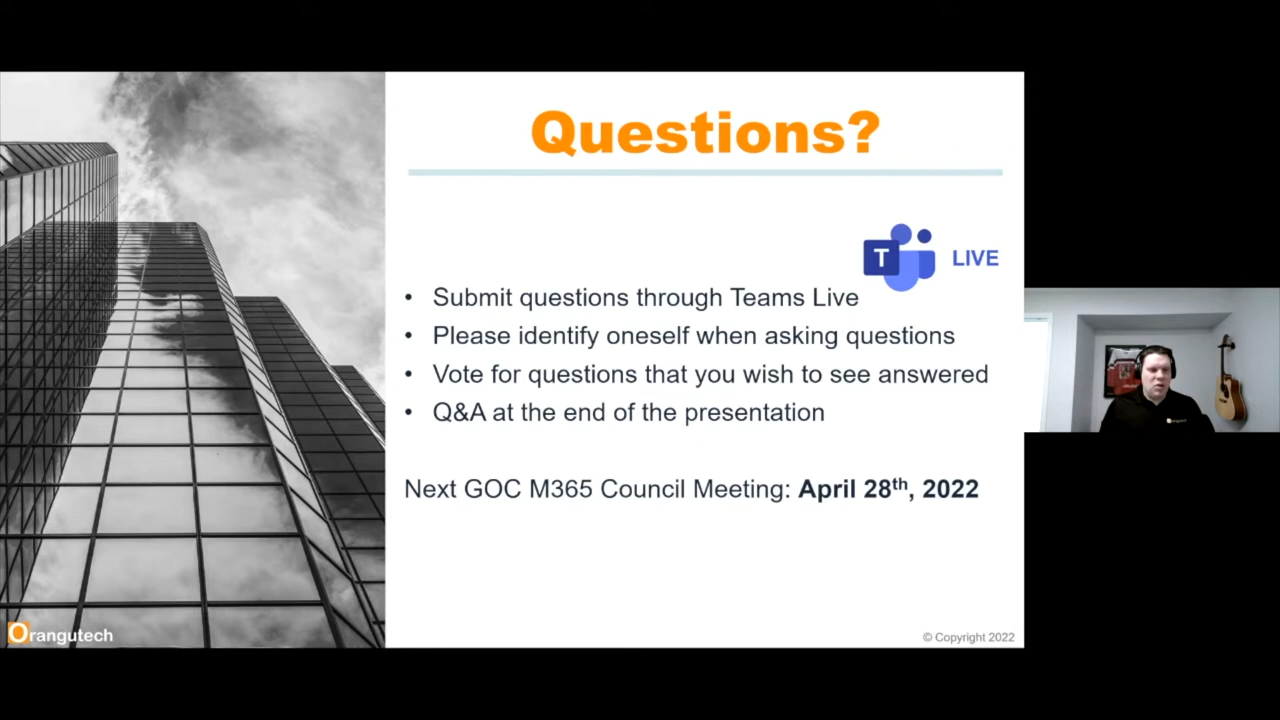 Questions?
T LIVE
• Submit questions through Teams Live
• Please identify oneself when asking questions
• Vote for questions that you wish to see answered
• Q&A at the end of the presentation
Next GOC M365 Council Meeting: April 28th, 2022
Orangutech
© Copyright 2022
Orangutech